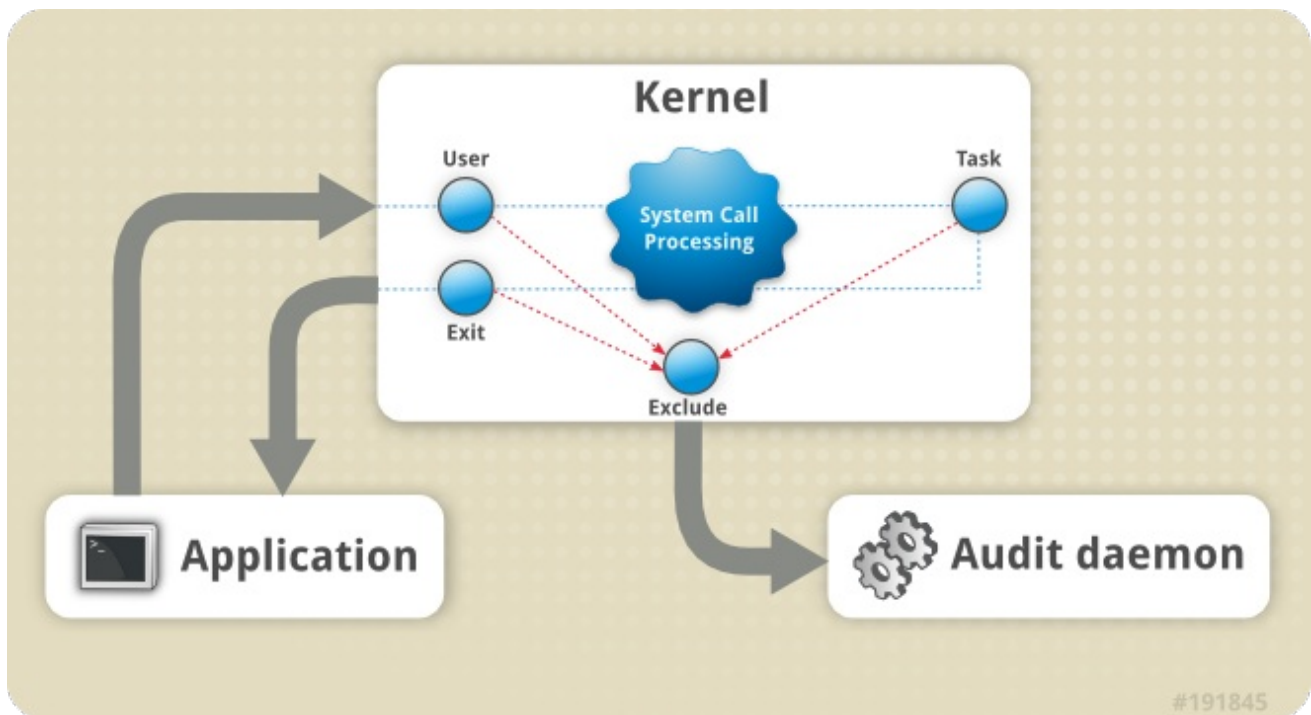 Kernel
User
Task
System Call
Processing
Exit
Exclude
>_
Application
Audit daemon
#191845